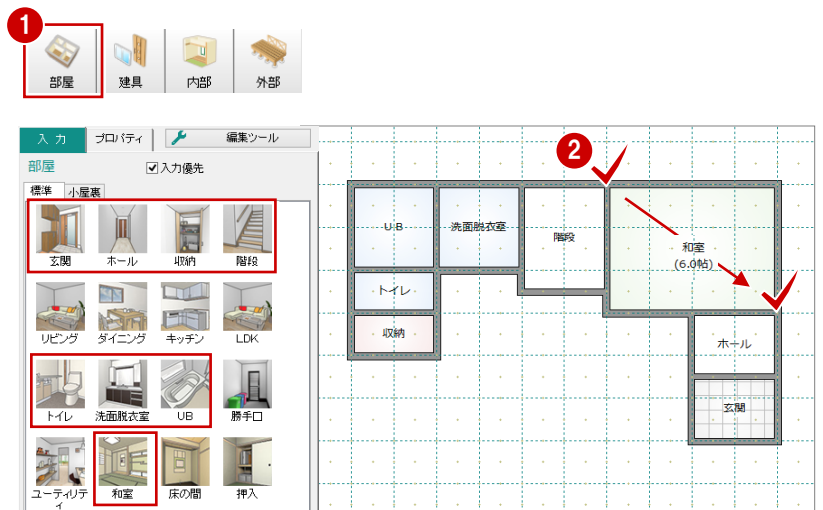 1
部屋
建具
内部
外部
入 力
プロパティ
編集ツール
部屋
入力優先
標準
小屋裏
玄関
ホール
収納
階段
リビング
ダイニング
キッチン
LDK
トイレ
洗面脱衣室
UB
勝手口
ユーティリテ
ィ
和室
床の間
押入
2
UB
洗面脱衣室
階段
和室
(6.0帖)
トイレ
収納
ホール
玄関